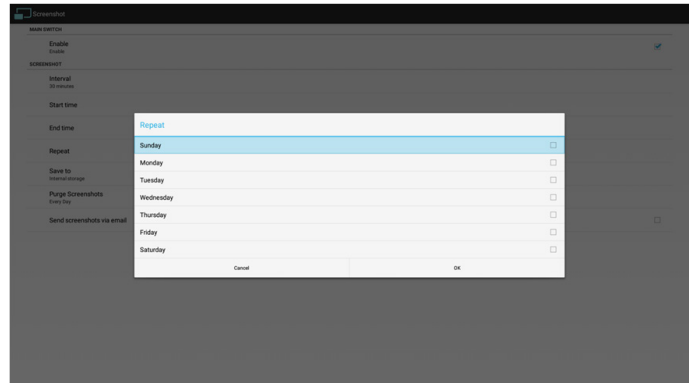 Screenshot
MAIN SWITCH
Enable
Enable
SCREENSHOT
Interval
30 minutes
Start time
End time
Repeat
Save to
Internal storage
Purge Screenshots
Every Day
Send screenshots via email
Repeat
Sunday
Monday
Tuesday
Wednesday
Thursday
Friday
Saturday
Cancel
OK